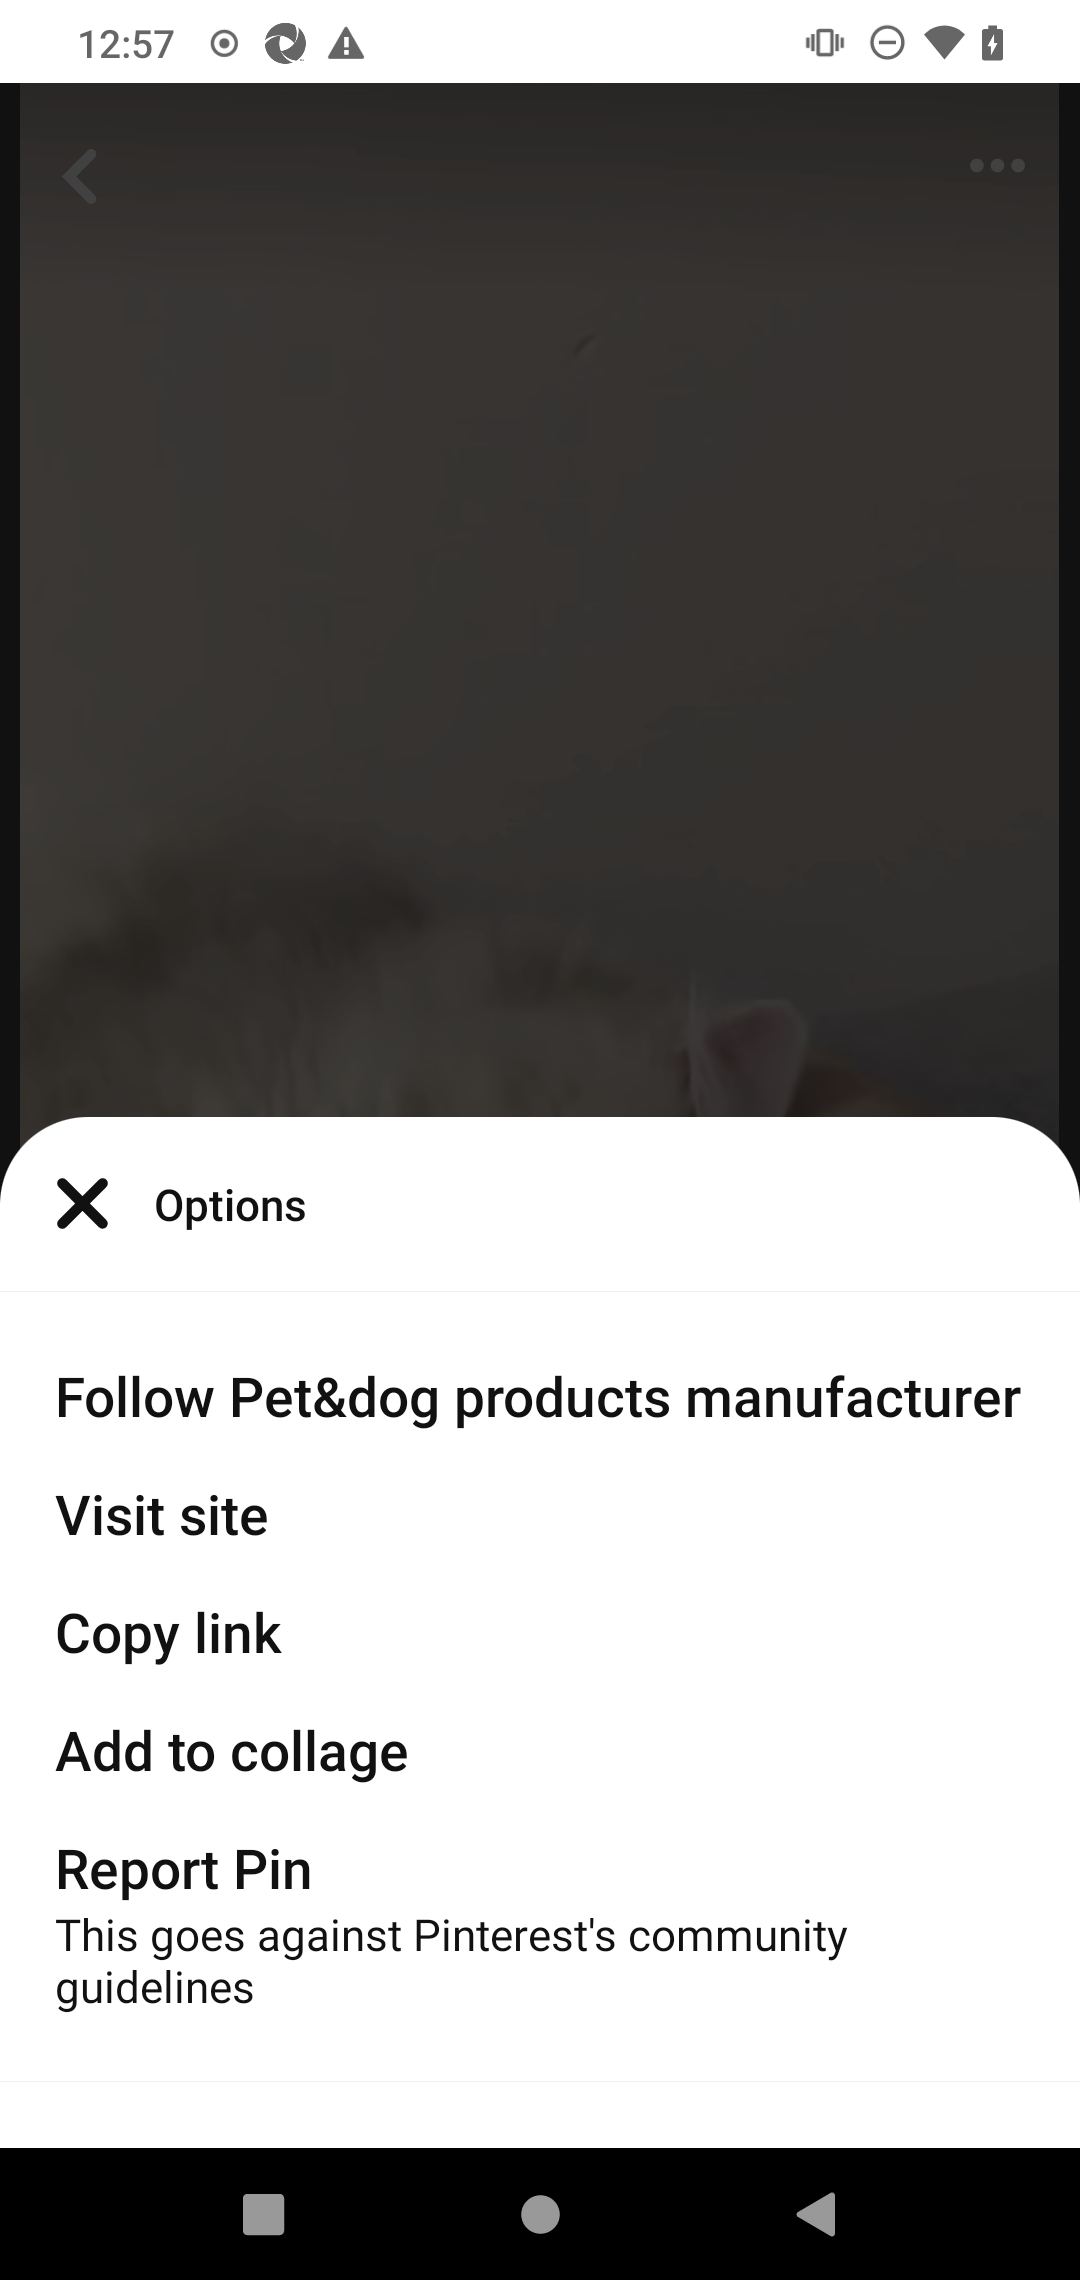 12:57
Options
Follow Pet&dog products manufacturer
Visit site
Copy link
Add to collage
Report Pin
This goes against Pinterest's community
guidelines